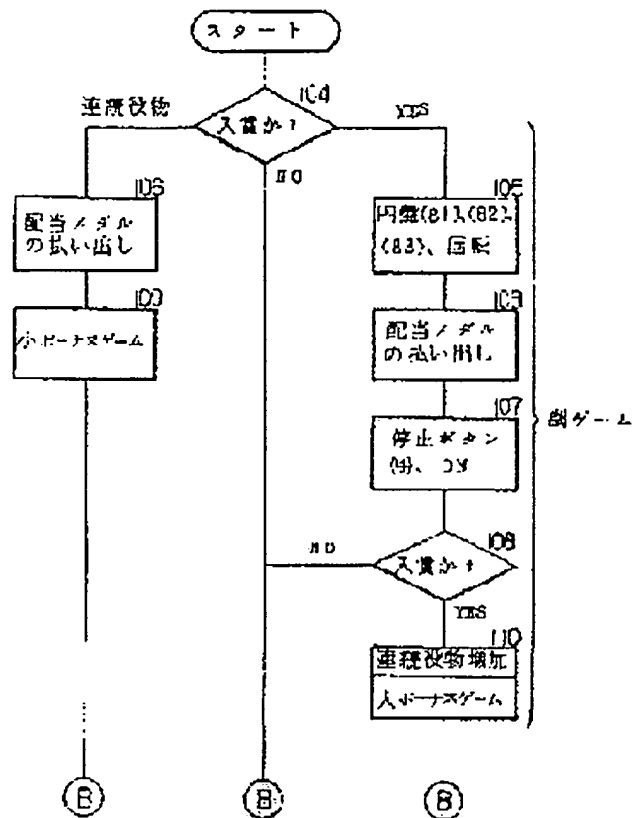 スタート
104
連続役物
入賞か?
YES
NO
106
配当メダル
の払い出し
105
円盤(81),(82),
(83)、回転
小ボーナスゲーム
配当メダル
の払い出し
107
停止ボタン
副ゲーム
NO
入賞か?
YES
110
連続役物増加
大ボーナスゲーム
B
B
B